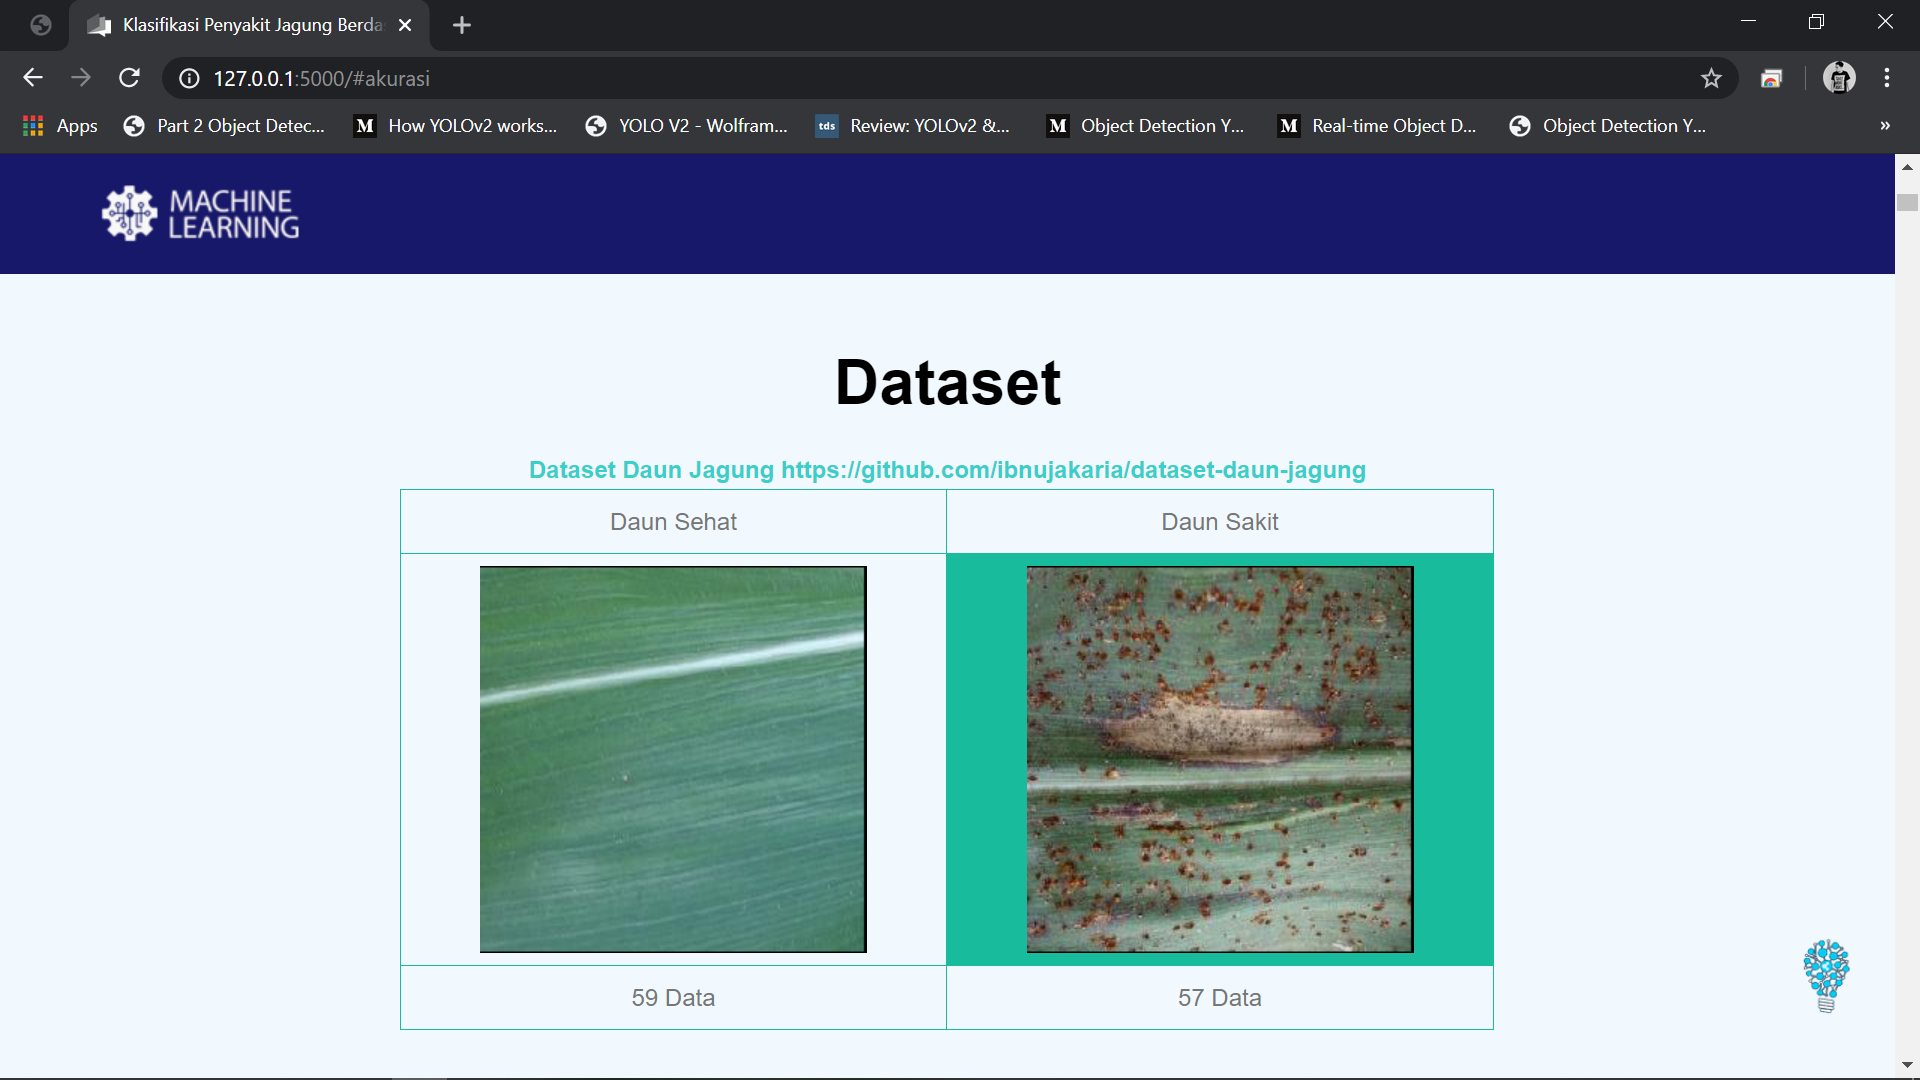 Klasifikasi Penyakit Jagung Berda
127.0.0.1:5000/#akurasi
Apps
Part 2 Object Detec...
M
How YOLOv2 works...
YOLO V2 - Wolfram...
tds
Review: YOLOv2 &...
M
Object Detection Y...
M
Real-time Object D...
Object Detection Y...
»
MACHINE
LEARNING
Dataset
Dataset Daun Jagung https://github.com/ibnujakaria/dataset-daun-jagung
Daun Sehat
Daun Sakit
59 Data
57 Data